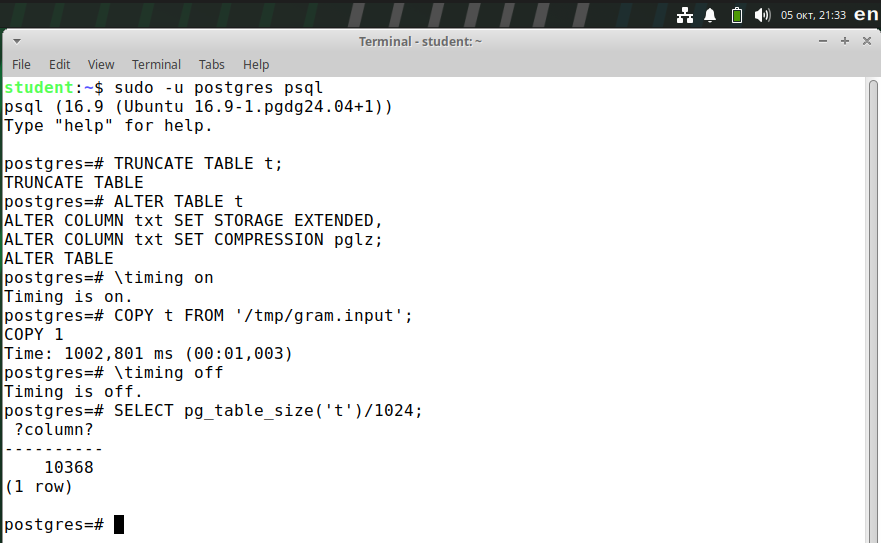 05 окт, 21:33 en
Terminal - student: ~
File Edit View Terminal Tabs Help
student:~$ sudo -u postgres psql
psql (16.9 (Ubuntu 16.9-1.pgdg24.04+1))
Type "help" for help.
postgres=# TRUNCATE TABLE t;
TRUNCATE TABLE
postgres=# ALTER TABLE t
ALTER COLUMN txt SET STORAGE EXTENDED,
ALTER COLUMN txt SET COMPRESSION pglz;
ALTER TABLE
postgres=# \timing on
Timing is on.
postgres=# COPY t FROM '/tmp/gram.input';
COPY 1
Time: 1002,801 ms (00:01,003)
postgres=# \timing off
Timing is off.
postgres=# SELECT pg_table_size('t')/1024;
?column?
----------
10368
(1 row)
postgres=#